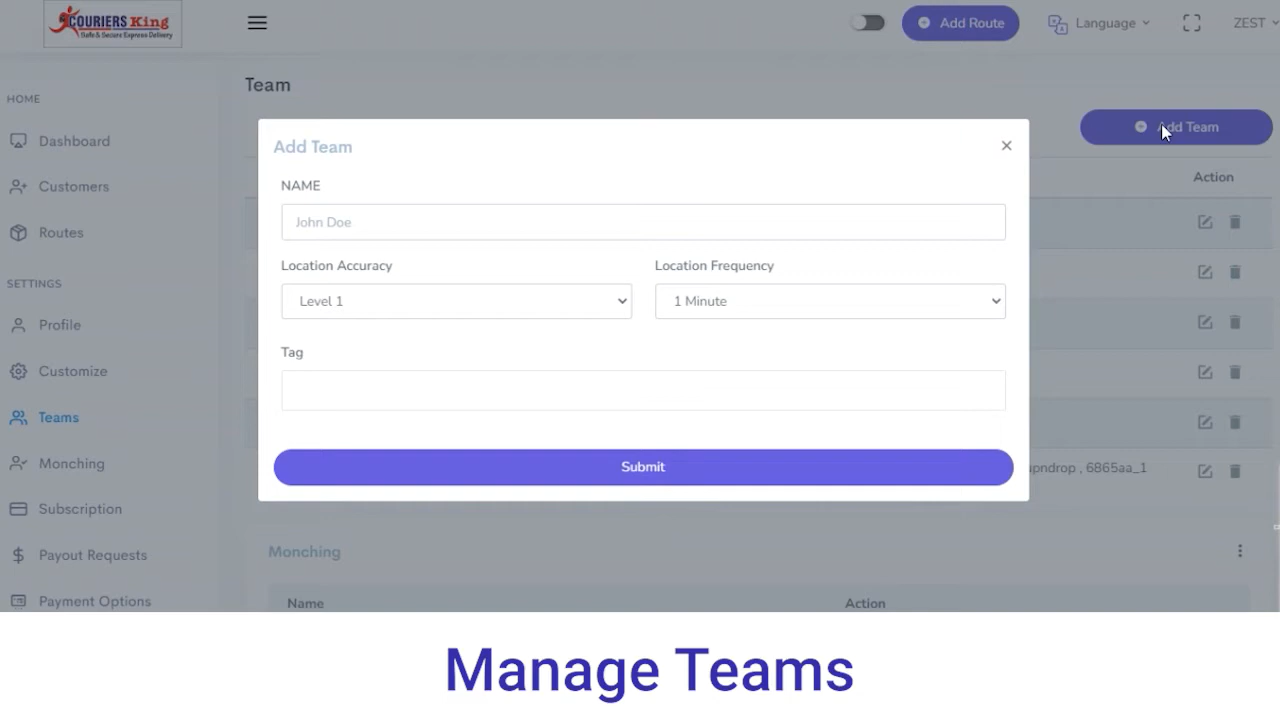 COURIERS King
Safe & Secure Express Delivery
Add Route
Language
ZEST
HOME
Dashboard
Customers
Routes
SETTINGS
Profile
Customize
Teams
Monching
Subscription
Payout Requests
Payment Options
Team
Add Team
Action
Add Team
NAME
John Doe
Location Accuracy
Location Frequency
Level 1
1 Minute
Tag
Submit
upndrop , 6865aa_1
Monching
Name
Action
Manage Teams